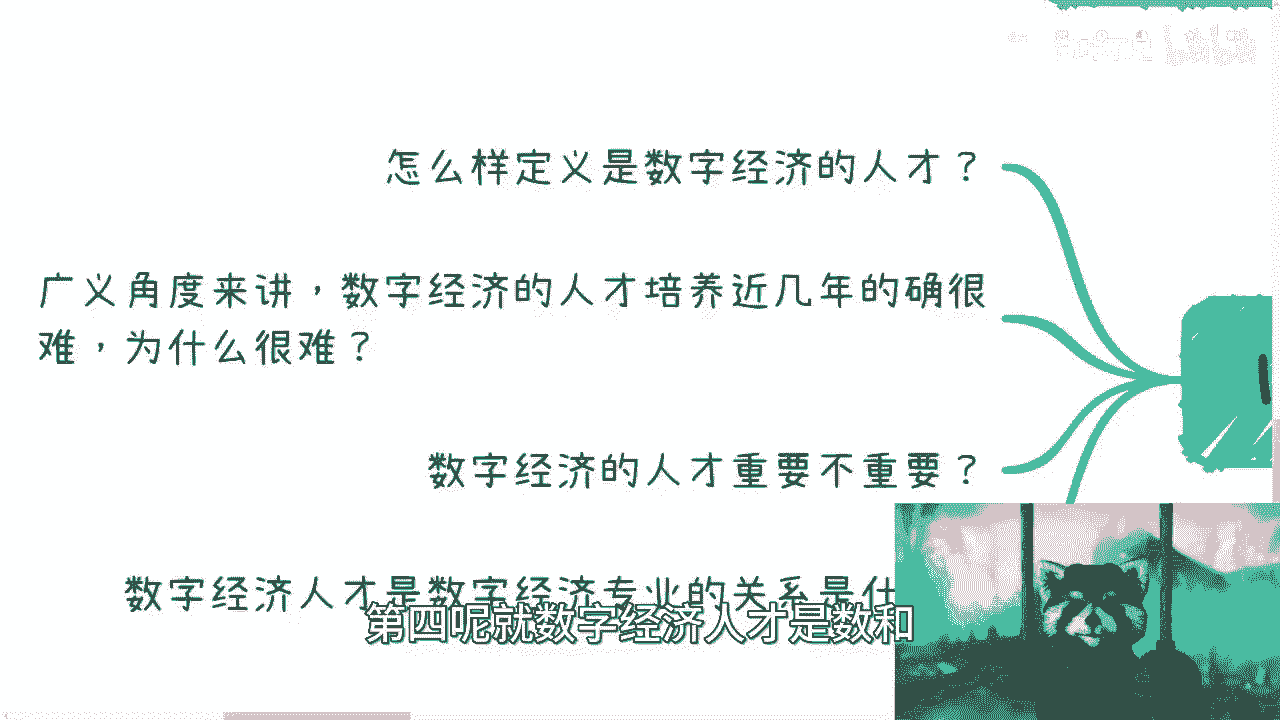 怎么样定义是数字经济的人才？
广义角度来讲，数字经济的人才培养近几年的确很
难，为什么很难？
数字经济的人才重要不重要？
数字经济人才是数字经济专业的关系是什
第四呢就数字经济人才是数和